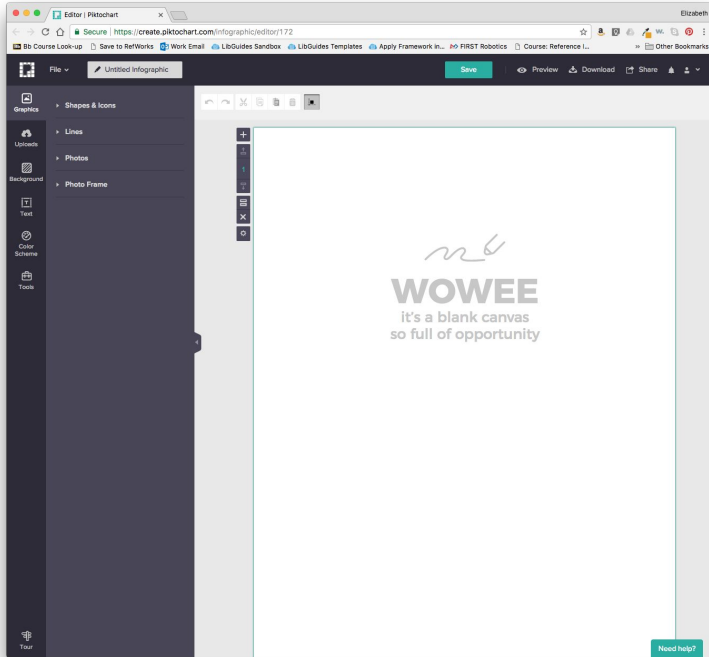 Editor | Piktochart
Elizabeth
Secure | https://create.piktochart.com/infographic/editor/172
Bb Course Look-up Save to RefWorks Work Email LibGuides Sandbox LibGuides Templates Apply Framework in... FIRST Robotics Course: Reference I... » Other Bookmarks
File Untitled Infographic Save Preview Download Share
Graphics
Shapes & Icons
Lines
Uploads
Photos
Background
Photo Frame
Text
Color
Scheme
Tools
WOWEE
it's a blank canvas
so full of opportunity
Tour
Need help?